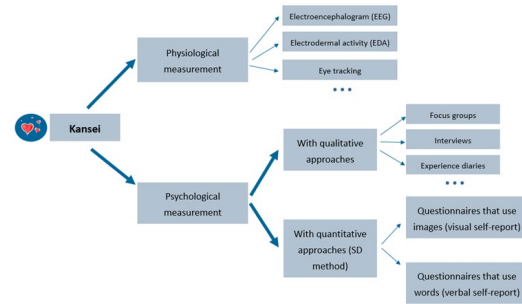 Kansei
Physiological
measurement
Electroencephalogram (EEG)
Electrodermal activity (EDA)
Eye tracking
Psychological
measurement
With qualitative
approaches
Focus groups
Interviews
Experience diaries
With quantitative
approaches (SD
method)
Questionnaires that use
images (visual self-report)
Questionnaires that use
words (verbal self-report)